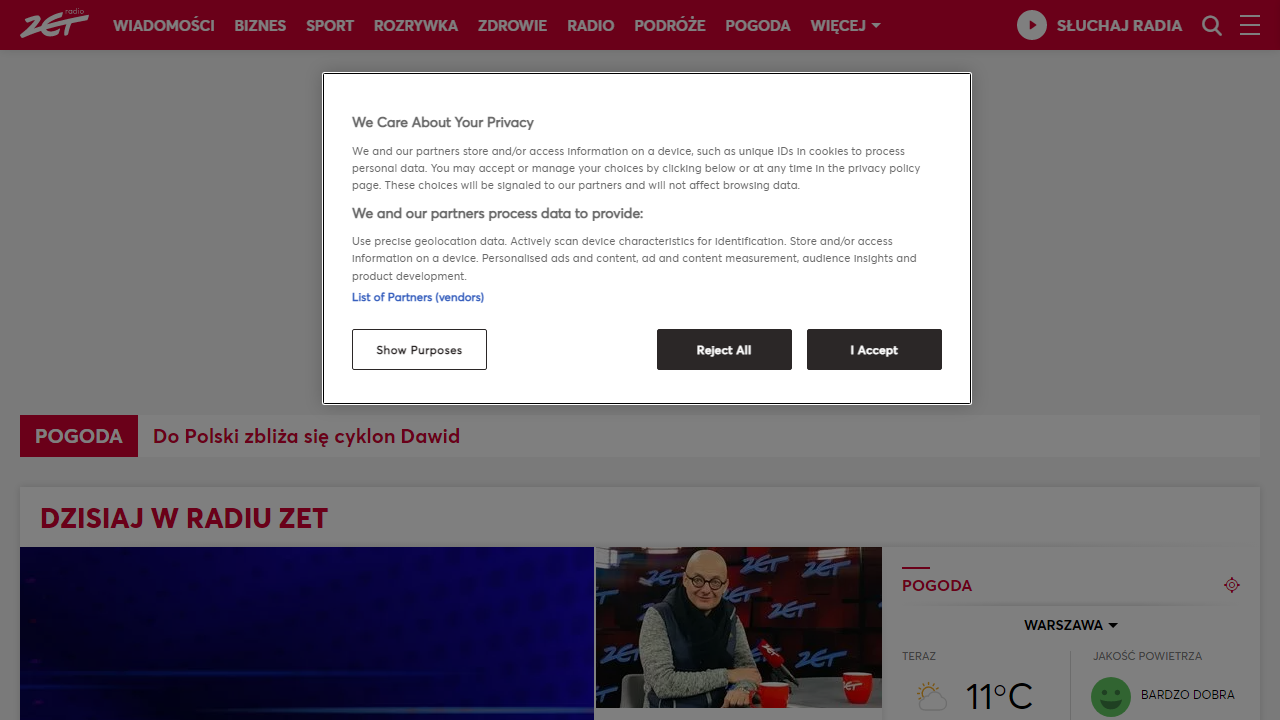 ZET radio
WIADOMOŚCI BIZNES SPORT ROZRYWKA ZDROWIE RADIO PODRÓŻE POGODA WIĘCEJ
SŁUCHAJ RADIA
We Care About Your Privacy
We and our partners store and/or access information on a device, such as unique IDs in cookies to process
personal data. You may accept or manage your choices by clicking below or at any time in the privacy policy
page. These choices will be signaled to our partners and will not affect browsing data.
We and our partners process data to provide:
Use precise geolocation data. Actively scan device characteristics for identification. Store and/or access
information on a device. Personalised ads and content, ad and content measurement, audience insights and
product development.
List of Partners (vendors)
Show Purposes
Reject All
I Accept
POGODA
Do Polski zbliża się cyklon Dawid
DZISIAJ W RADIU ZET
ZET ZET ZET
ZET
ZET
ZET
ZET
POGODA
WARSZAWA
TERAZ
JAKOŚĆ POWIETRZA
11°C
BARDZO DOBRA